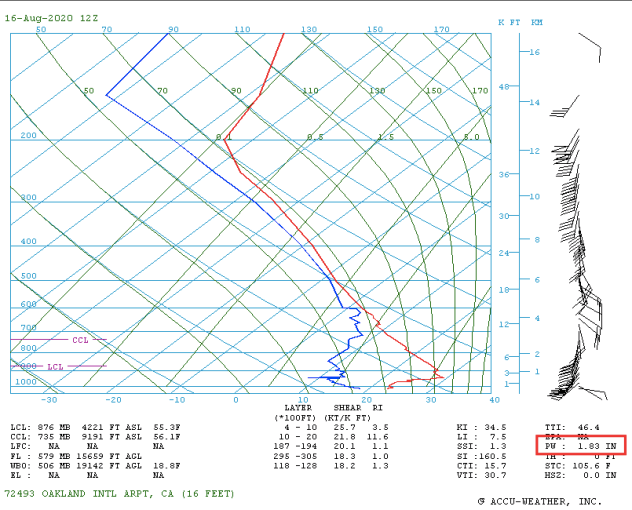 16-Aug-2020 12Z
50 70 90 110 130 150 170 K FT KM
16
50 70 90 110 130 150 170 48 14
200 0.1 0.5 1.5 5.0
12
36
300 10
30
400 8
24
500 6
18
600
4
700 12
CCL
800 6 2
900 LCL 3 1
1000 1
-30 -20 -10 0 10 20 30 40
LAYER SHEAR RI
(*100FT) (KT/K FT)
LCL: 876 MB 4221 FT ASL 55.3F 4 - 10 25.7 3.5 KI : 34.5 TTI: 46.4
CCL: 735 MB 9191 FT ASL 56.1F 10 - 20 21.8 11.6 LI : 7.5 EPA: NA
LFC: NA NA NA 187 -194 20.1 1.1 SSI: 1.3 PW : 1.83 IN
FL : 579 MB 15659 FT AGL 295 -305 18.3 1.0 SI :160.5 TH : 0 FT
WB0: 506 MB 19142 FT AGL 18.8F 118 -128 18.2 1.3 CTI: 15.7 STC: 105.6 F
EL : NA NA NA VTI: 30.7 HSZ: 0.0 IN
72493 OAKLAND INTL ARPT, CA (16 FEET) @ ACCU-WEATHER, INC.